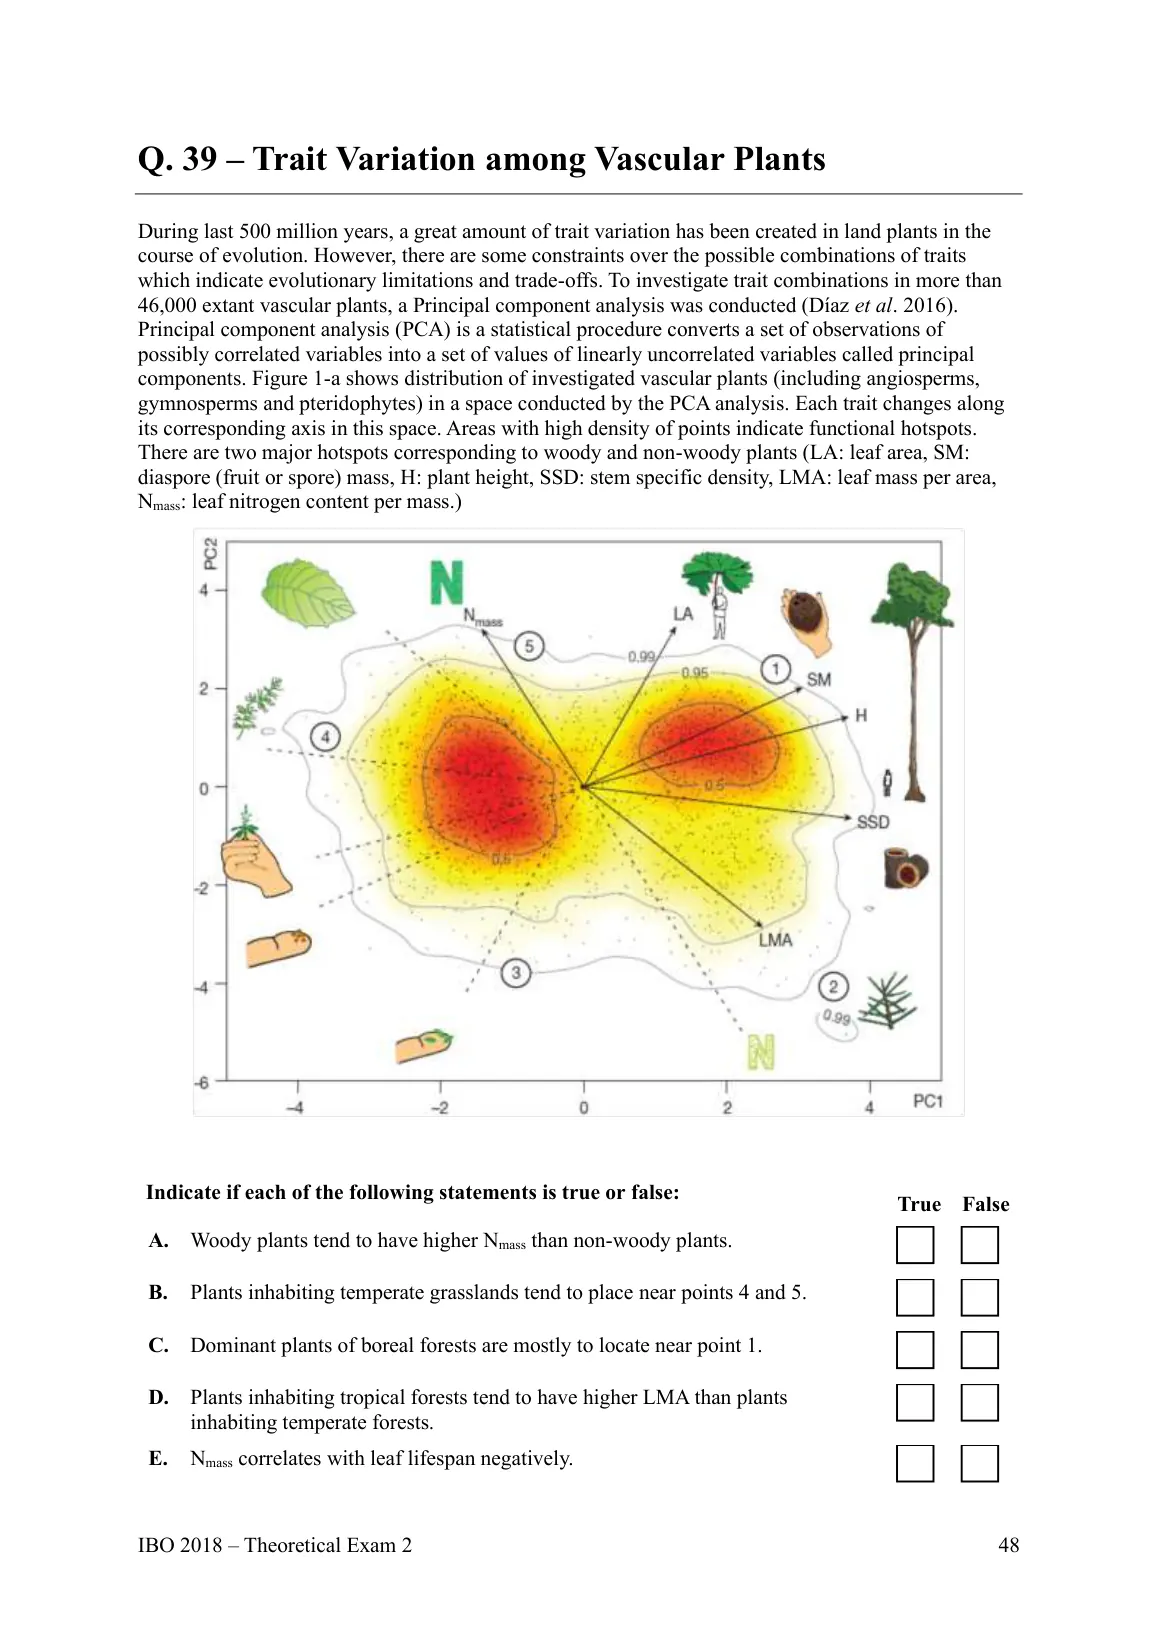 Q. 39 – Trait Variation among Vascular Plants
During last 500 million years, a great amount of trait variation has been created in land plants in the
course of evolution. However, there are some constraints over the possible combinations of traits
which indicate evolutionary limitations and trade-offs. To investigate trait combinations in more than
46,000 extant vascular plants, a Principal component analysis was conducted (Díaz et al. 2016).
Principal component analysis (PCA) is a statistical procedure converts a set of observations of
possibly correlated variables into a set of values of linearly uncorrelated variables called principal
components. Figure 1-a shows distribution of investigated vascular plants (including angiosperms,
gymnosperms and pteridophytes) in a space conducted by the PCA analysis. Each trait changes along
its corresponding axis in this space. Areas with high density of points indicate functional hotspots.
There are two major hotspots corresponding to woody and non-woody plants (LA: leaf area, SM:
diaspore (fruit or spore) mass, H: plant height, SSD: stem specific density, LMA: leaf mass per area,
Nmass: leaf nitrogen content per mass.)
PC2
4
2
0
-2
-4
-6
N
Nmass
5
LA
0.99
0.95
1
SM
H
4
0.5
SSD
0.5
LMA
3
2
0.99
N
-4
-2
0
2
4
PC1
Indicate if each of the following statements is true or false:
True False
A. Woody plants tend to have higher Nmass than non-woody plants.
B. Plants inhabiting temperate grasslands tend to place near points 4 and 5.
C. Dominant plants of boreal forests are mostly to locate near point 1.
D. Plants inhabiting tropical forests tend to have higher LMA than plants
inhabiting temperate forests.
E. Nmass correlates with leaf lifespan negatively.
IBO 2018 – Theoretical Exam 2
48